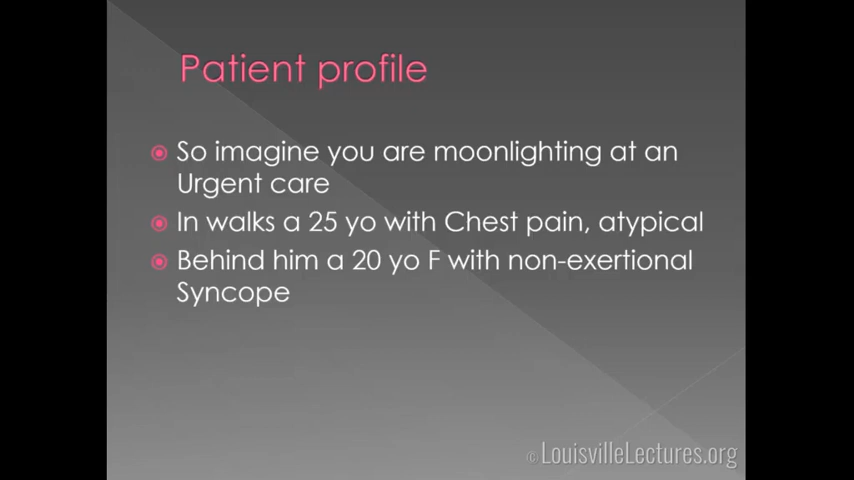 Patient profile
So imagine you are moonlighting at an
Urgent care
In walks a 25 yo with Chest pain, atypical
Behind him a 20 yo F with non-exertional
Syncope
© LouisvilleLectures.org